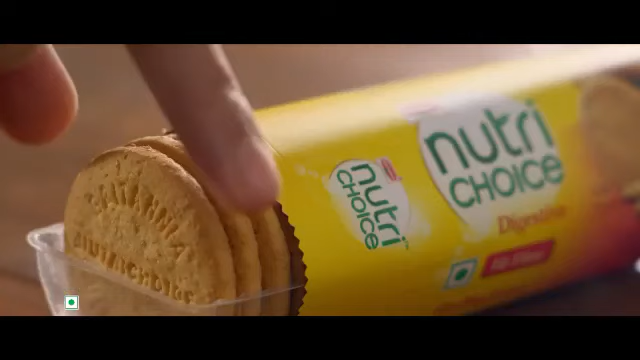 nutri
CHOICE
Digestive
nutri
CHOICE
BRITANNIA
NUTRICHOICE